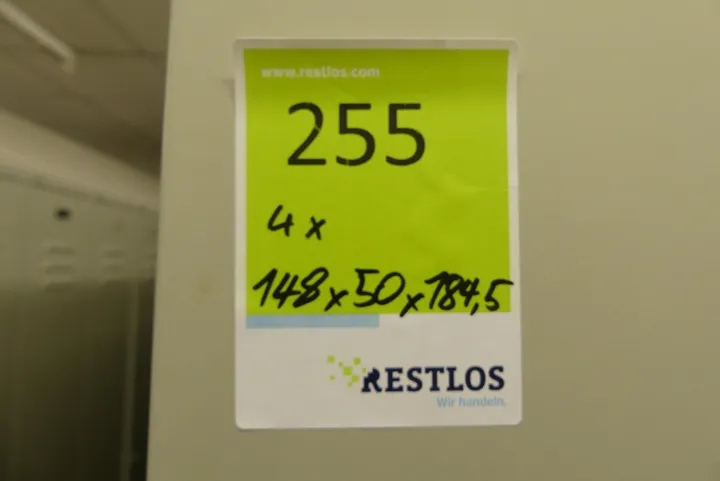 www.restlos.com
255
4 x
148 x 50 x 184,5
RESTLOS
Wir handeln.